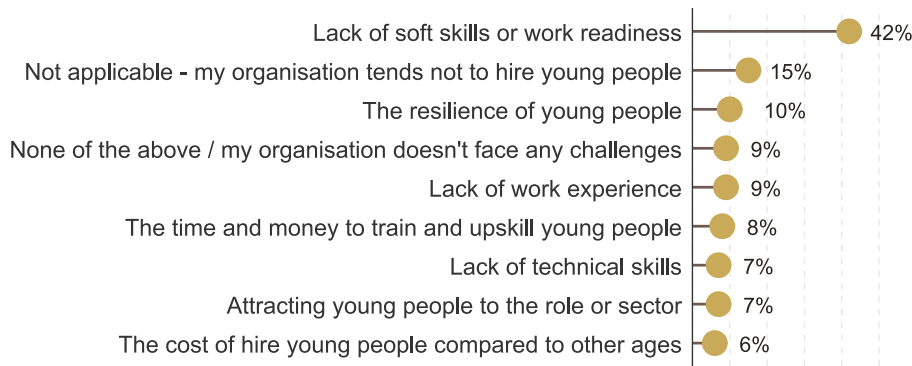 Lack of soft skills or work readiness 42%
Not applicable - my organisation tends not to hire young people 15%
The resilience of young people 10%
None of the above / my organisation doesn't face any challenges 9%
Lack of work experience 9%
The time and money to train and upskill young people 8%
Lack of technical skills 7%
Attracting young people to the role or sector 7%
The cost of hire young people compared to other ages 6%